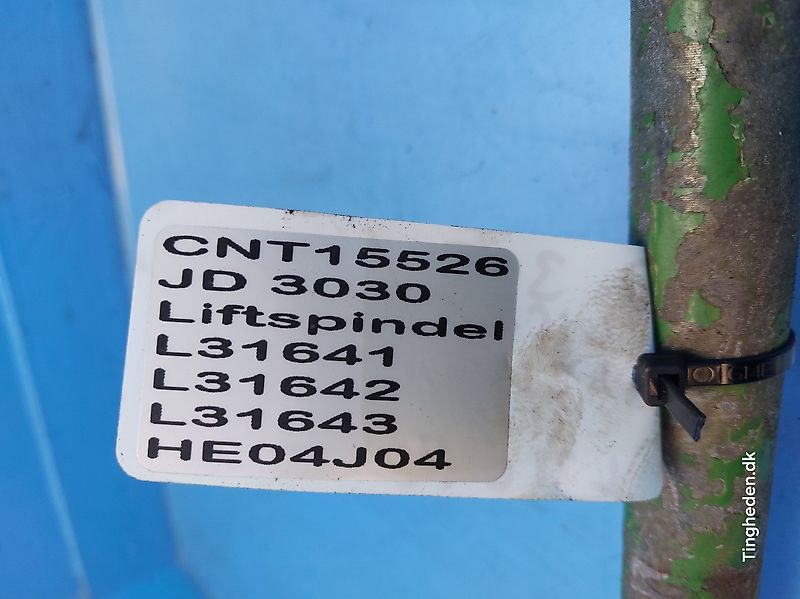 CNT15526
JD 3030
Liftspindel
L31641
L31642
L31643
HE04J04
Tingheden.dk